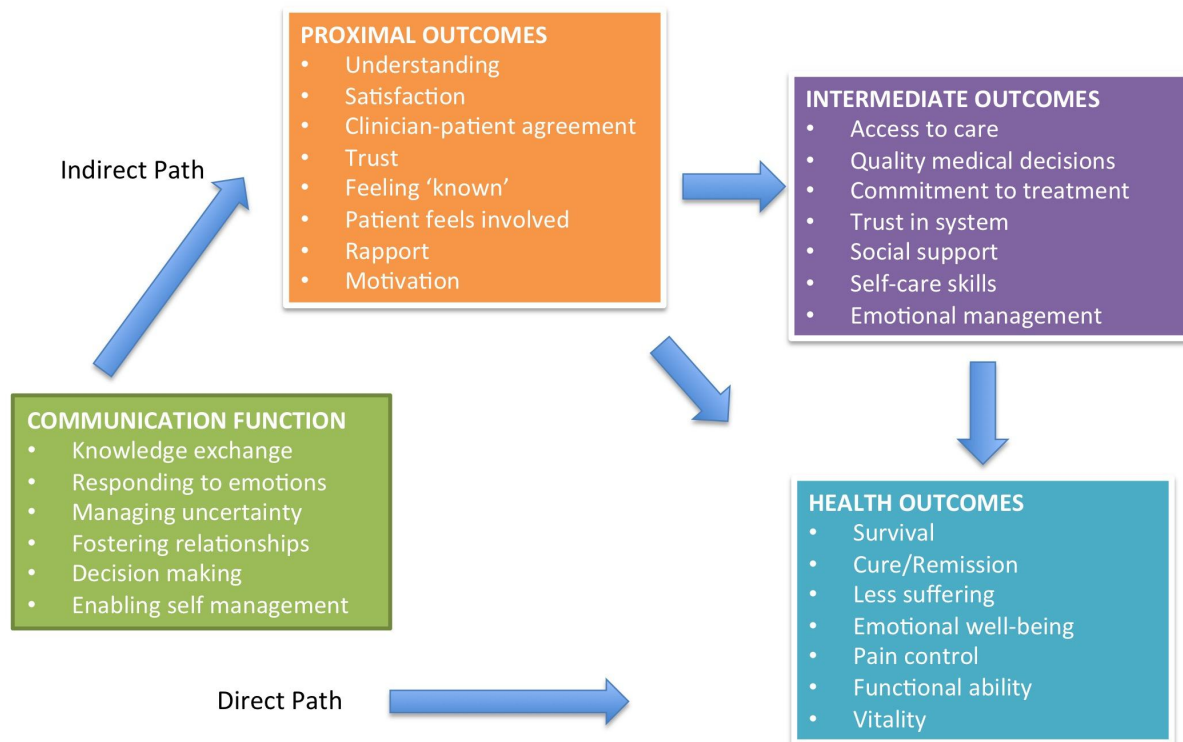 PROXIMAL OUTCOMES
• Understanding
• Satisfaction
• Clinician-patient agreement
• Trust
• Feeling ‘known’
• Patient feels involved
• Rapport
• Motivation
INTERMEDIATE OUTCOMES
• Access to care
• Quality medical decisions
• Commitment to treatment
• Trust in system
• Social support
• Self-care skills
• Emotional management
Indirect Path
COMMUNICATION FUNCTION
• Knowledge exchange
• Responding to emotions
• Managing uncertainty
• Fostering relationships
• Decision making
• Enabling self management
HEALTH OUTCOMES
• Survival
• Cure/Remission
• Less suffering
• Emotional well-being
• Pain control
• Functional ability
• Vitality
Direct Path